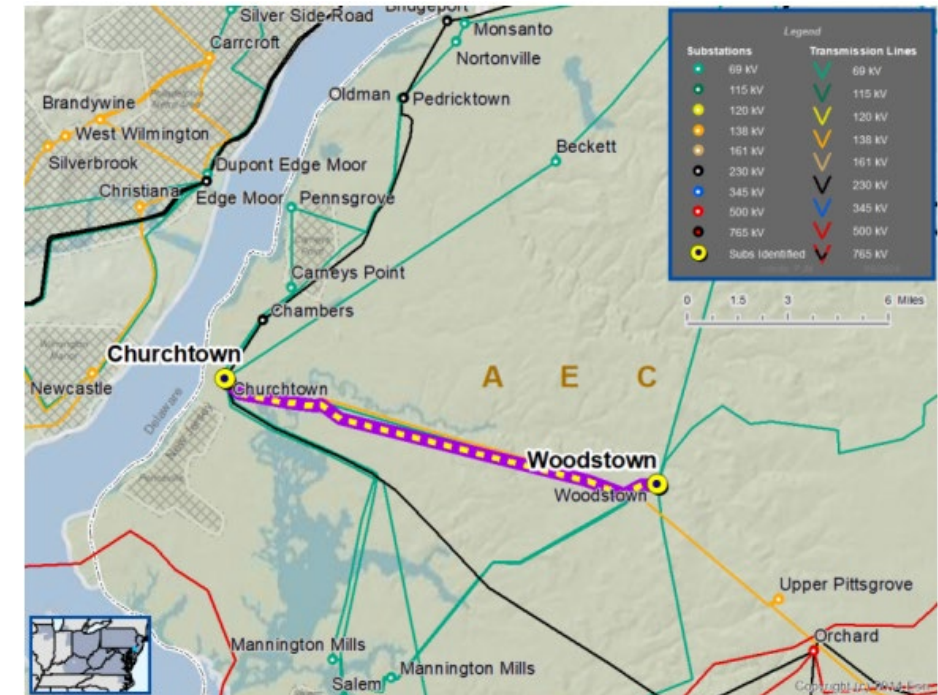 Bridgeport
Silver Side Road
Monsanto
Carrcroft
Nortonville
Oldman
Pedricktown
Brandywine
West Wilmington
Beckett
Silverbrook
Dupont Edge Moor
Christiana
Edge Moor
Pennsgrove
Carneys Point
Chambers
Churchtown
Churchtown
Newcastle
Delaware
New Jersey
A E C
Woodstown
Woodstown
Upper Pittsgrove
Orchard
Mannington Mills
Mannington Mills
Salem
Legend
Substations
69 kV
115 kV
120 kV
138 kV
161 kV
230 kV
345 kV
500 kV
765 kV
Subs Identified
Transmission Lines
69 kV
115 kV
120 kV
138 kV
161 kV
230 kV
345 kV
500 kV
765 kV
0 1.5 3 6 Miles